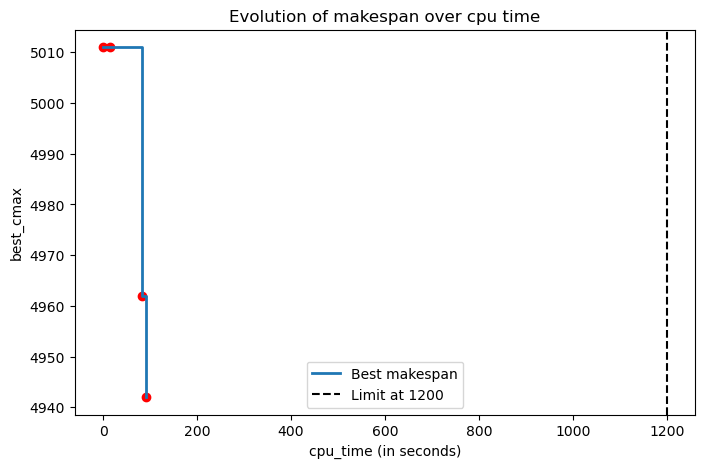 Evolution of makespan over cpu time
best_cmax
5010
5000
4990
4980
4970
4960
4950
4940
Best makespan
Limit at 1200
0 200 400 600 800 1000 1200
cpu_time (in seconds)